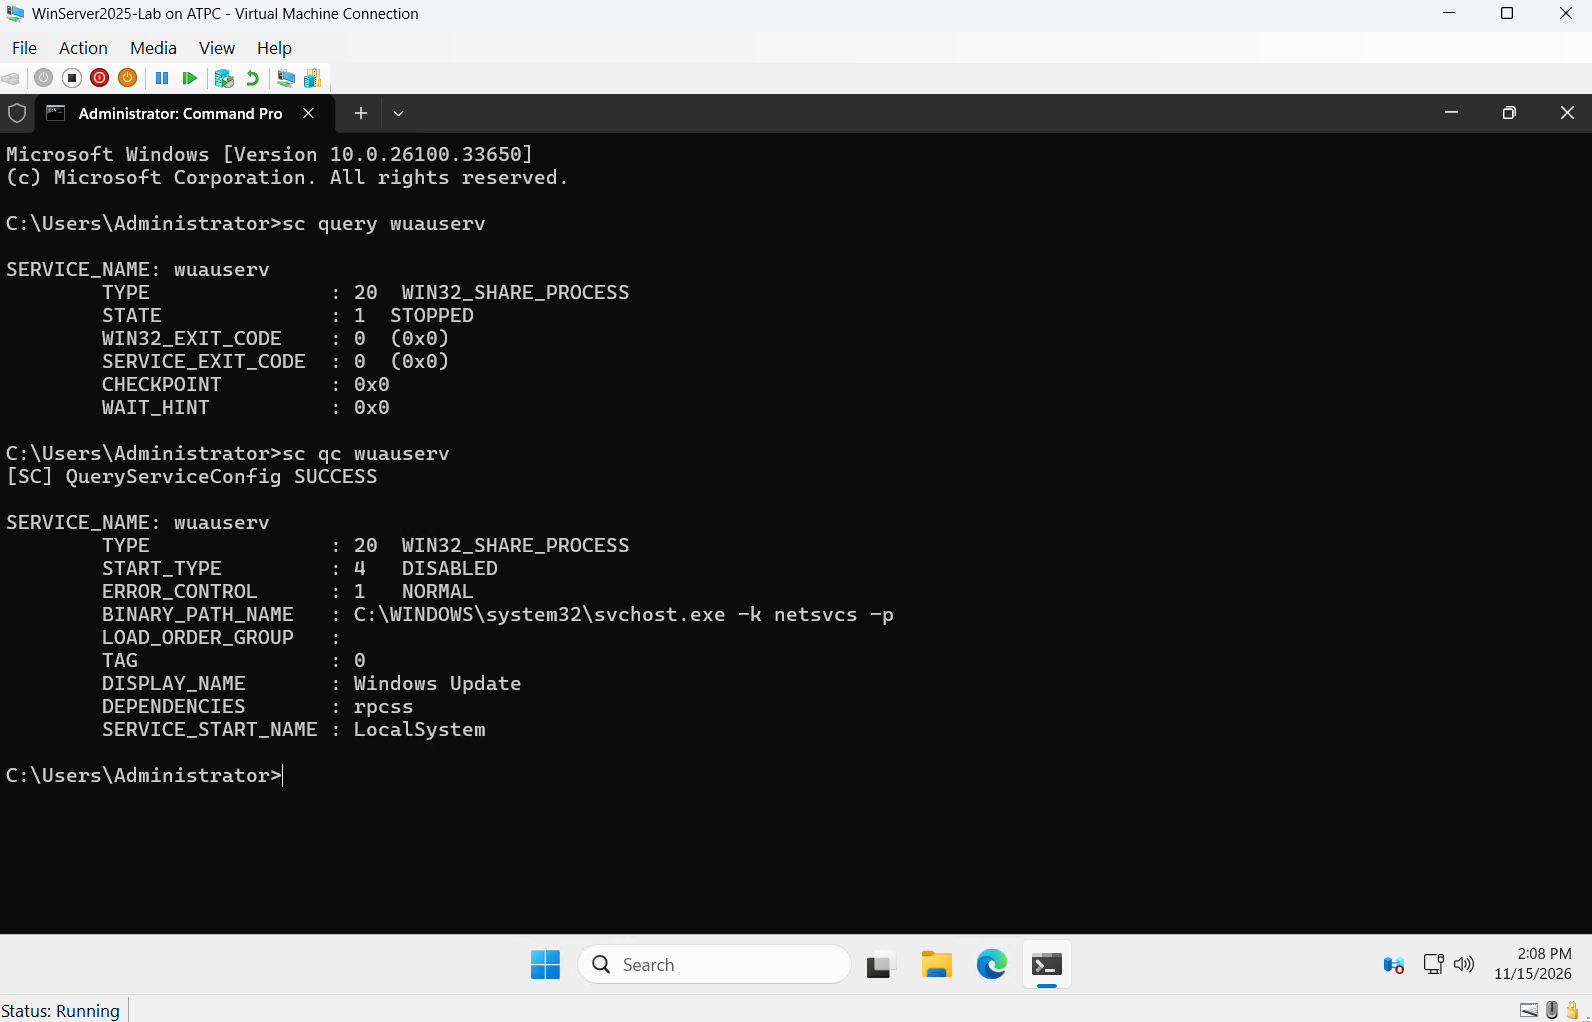 WinServer2025-Lab on ATPC - Virtual Machine Connection
File Action Media View Help
Administrator: Command Pro
Microsoft Windows [Version 10.0.26100.33650]
(c) Microsoft Corporation. All rights reserved.
C:\Users\Administrator>sc query wuauserv
SERVICE_NAME: wuauserv
TYPE : 20 WIN32_SHARE_PROCESS
STATE : 1 STOPPED
WIN32_EXIT_CODE : 0 (0x0)
SERVICE_EXIT_CODE : 0 (0x0)
CHECKPOINT : 0x0
WAIT_HINT : 0x0
C:\Users\Administrator>sc qc wuauserv
[SC] QueryServiceConfig SUCCESS
SERVICE_NAME: wuauserv
TYPE : 20 WIN32_SHARE_PROCESS
START_TYPE : 4 DISABLED
ERROR_CONTROL : 1 NORMAL
BINARY_PATH_NAME : C:\WINDOWS\system32\svchost.exe -k netsvcs -p
LOAD_ORDER_GROUP :
TAG : 0
DISPLAY_NAME : Windows Update
DEPENDENCIES : rpcss
SERVICE_START_NAME : LocalSystem
C:\Users\Administrator>
Search
2:08 PM
11/15/2026
Status: Running